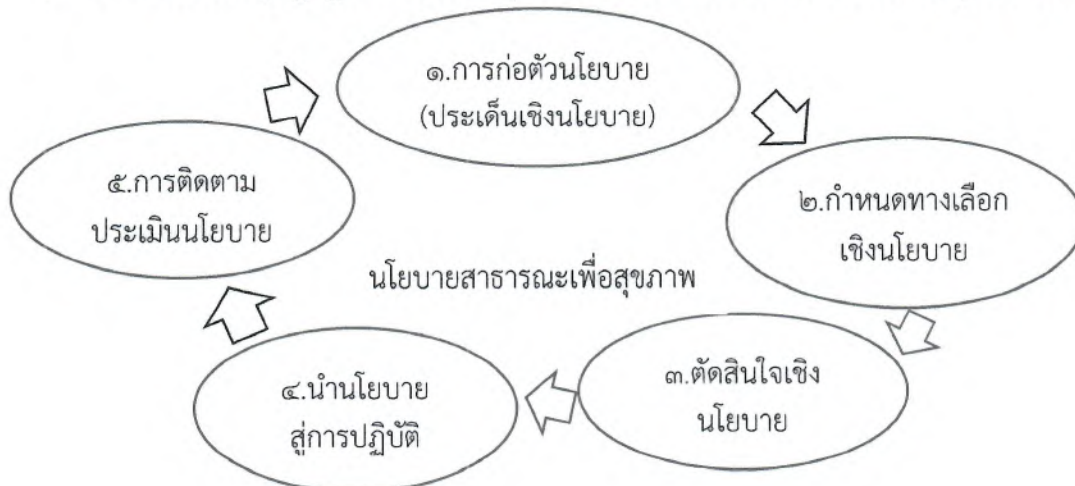 ๑.การก่อตัวนโยบาย
(ประเด็นเชิงนโยบาย)
๒.กำหนดทางเลือก
เชิงนโยบาย
๓.ตัดสินใจเชิง
นโยบาย
๔.นำนโยบาย
สู่การปฏิบัติ
๕.การติดตาม
ประเมินนโยบาย
นโยบายสาธารณะเพื่อสุขภาพ